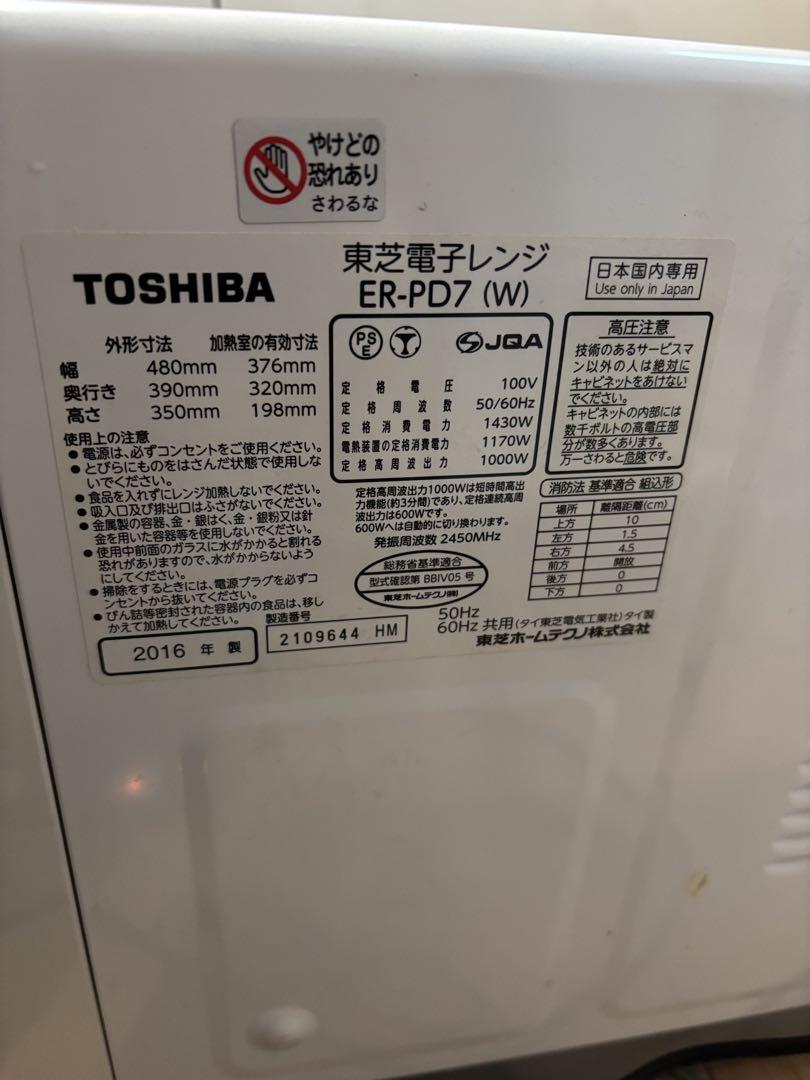 やけどの
恐れあり
さわるな
TOSHIBA
東芝電子レンジ
ER-PD7 (W)
日本国内専用
Use only in Japan
外形寸法 加熱室の有効寸法
幅 480mm 376mm
奥行き 390mm 320mm
高さ 350mm 198mm
使用上の注意
● 電源は、必ずコンセントをご使用ください。
● とびらにものをはさんだ状態で使用しな
いでください。
● 食品を入れずにレンジ加熱しないでください。
● 吸入口及び排出口はふさがないでください。
● 金属製の容器、金・銀はく、金・銀粉又は針
金を用いた容器等を使用しないでください。
● 使用中前面のガラスに水がかかると割れる
恐れがありますので、水がかからないよう
にしてください。
● 掃除をするときには、電源プラグを必ずコ
ンセントから抜いてください。
● びん詰等密封された容器内の食品は、移し
かえて加熱してください。
2016 年 製
製造番号
2109644 HM
PS
E
JQA
定格電圧 100V
定格周波数 50/60Hz
定格消費電力 1430W
電熱装置の定格消費電力 1170W
定格高周波出力 1000W
定格高周波出力1000Wは短時間高出
力機能(約3分間)であり、定格連続高周
波出力は600Wです。
600Wへは自動的に切り換わります。
発振周波数 2450MHz
総務省基準適合
型式確認第 BBIV05 号
東芝ホームテクノ(株)
50Hz
60Hz 共用 (タイ東芝電気工業社) タイ製
東芝ホームテクノ株式会社
高圧注意
技術のあるサービスマ
ン以外の人は絶対に
キャビネットをあけない
でください。
キャビネットの内部には
数千ボルトの高電圧部
分が数多くあります。
万一さわると危険です。
消防法 基準適合 組込形
場所 離隔距離(cm)
上方 10
左方 1.5
右方 4.5
前方 開放
後方 0
下方 0